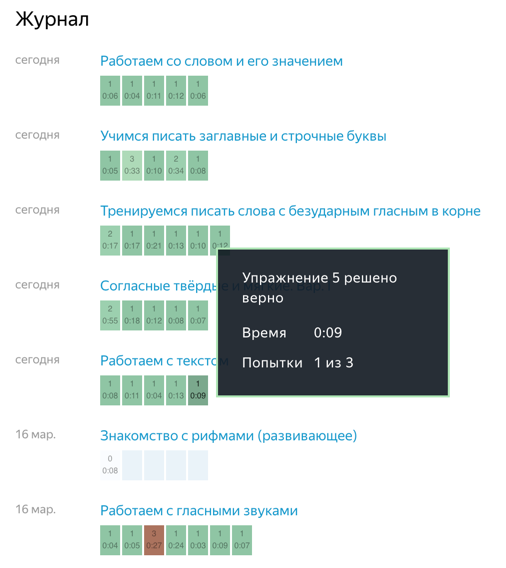 Журнал
сегодня Работаем со словом и его значением
1 1 1 1 1
0:06 0:04 0:11 0:12 0:06
сегодня Учимся писать заглавные и строчные буквы
1 3 1 2 1
0:05 0:33 0:10 0:34 0:08
сегодня Тренируемся писать слова с безударным гласным в корне
2 1 1 1 1 1
0:17 0:17 0:21 0:13 0:10 0:12
сегодня Согласные твёрдые и мягкие.
2 1 1 1 1
0:55 0:18 0:12 0:08 0:07
Упражнение 5 решено
верно
Время 0:09
Попытки 1 из 3
сегодня Работаем с текстом
1 1 1 1 1
0:08 0:11 0:04 0:13 0:09
16 мар. Знакомство с рифмами (развивающее)
0
0:08
16 мар. Работаем с гласными звуками
1 1 3 1 1 1 1
0:04 0:05 0:27 0:24 0:03 0:09 0:07